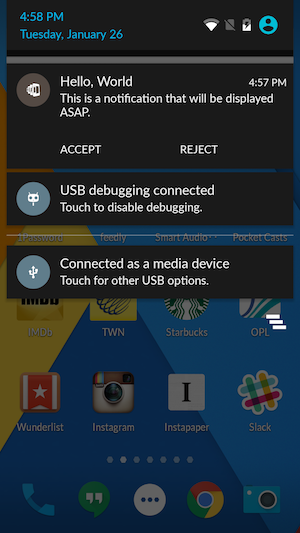 4:58 PM
Tuesday, January 26
Hello, World
4:57 PM
This is a notification that will be displayed
ASAP.
ACCEPT
REJECT
USB debugging connected
Touch to disable debugging.
1Password feedly Smart Audio·· Pocket Casts
Connected as a media device
Touch for other USB options.
IMDb TWN Starbucks OPL
Wunderlist Instagram Instapaper Slack